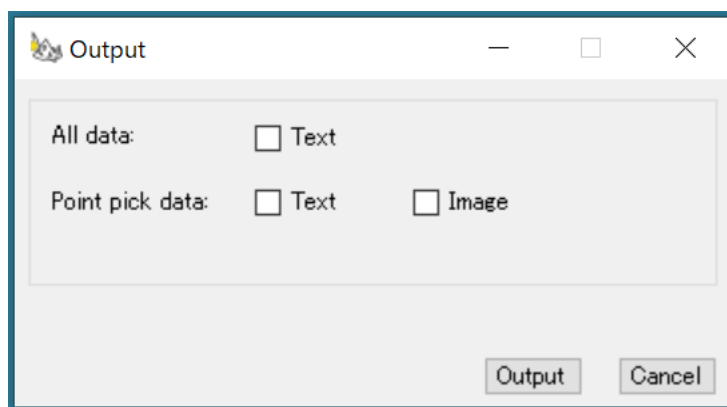 Output
All data: Text
Point pick data: Text Image
Output Cancel